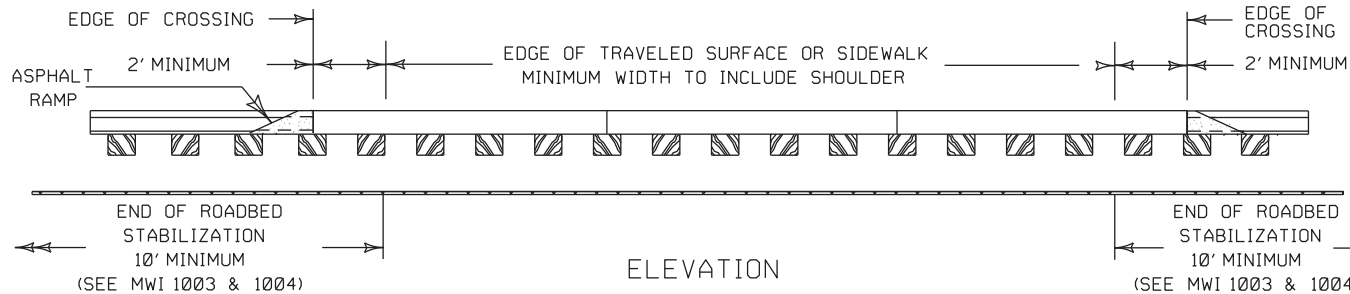 EDGE OF CROSSING
EDGE OF
CROSSING
2' MINIMUM
EDGE OF TRAVELED SURFACE OR SIDEWALK
MINIMUM WIDTH TO INCLUDE SHOULDER
2' MINIMUM
ASPHALT
RAMP
END OF ROADBED
STABILIZATION
10' MINIMUM
(SEE MWI 1003 & 1004)
ELEVATION
END OF ROADBED
STABILIZATION
10' MINIMUM
(SEE MWI 1003 & 1004